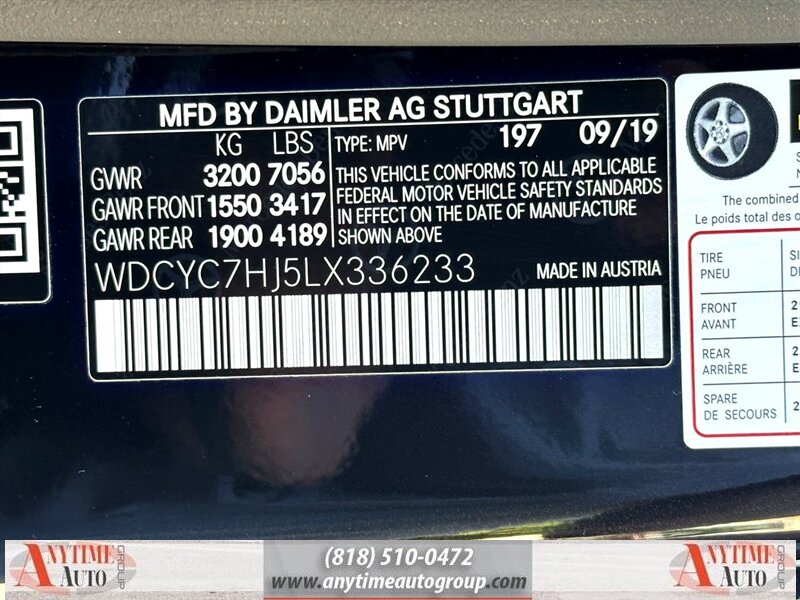 MFD BY DAIMLER AG STUTTGART
KG LBS
GVWR 3200 7056
GAWR FRONT 1550 3417
GAWR REAR 1900 4189
TYPE: MPV 197 09/19
THIS VEHICLE CONFORMS TO ALL APPLICABLE
FEDERAL MOTOR VEHICLE SAFETY STANDARDS
IN EFFECT ON THE DATE OF MANUFACTURE
SHOWN ABOVE
WDCYC7HJ5LX336233 MADE IN AUSTRIA
The combined
Le poids total des
TIRE
PNEU
FRONT
AVANT
REAR
ARRIÈRE
SPARE
DE SECOURS
ANYTIME AUTO GROUP
(818) 510-0472
www.anytimeautogroup.com
ANYTIME AUTO GROUP